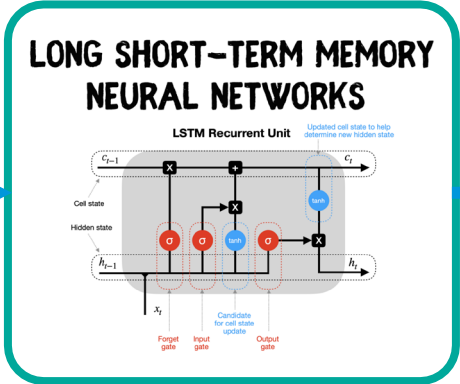 LONG SHORT-TERM MEMORY
NEURAL NETWORKS
LSTM Recurrent Unit
Updated cell state to help
determine new hidden state
c_{t-1}
X
+
c_t
Cell state
tanh
X
Hidden state
σ
σ
tanh
σ
X
h_{t-1}
h_t
x_t
Forget
gate
Input
gate
Candidate
for cell state
update
Output
gate